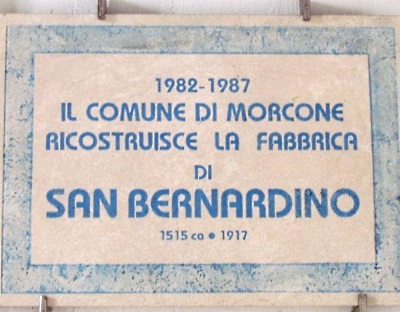 1982-1987
IL COMUNE DI MORCONE
RICOSTRUISCE LA FABBRICA
DI
SAN BERNARDINO
1515 ca • 1917